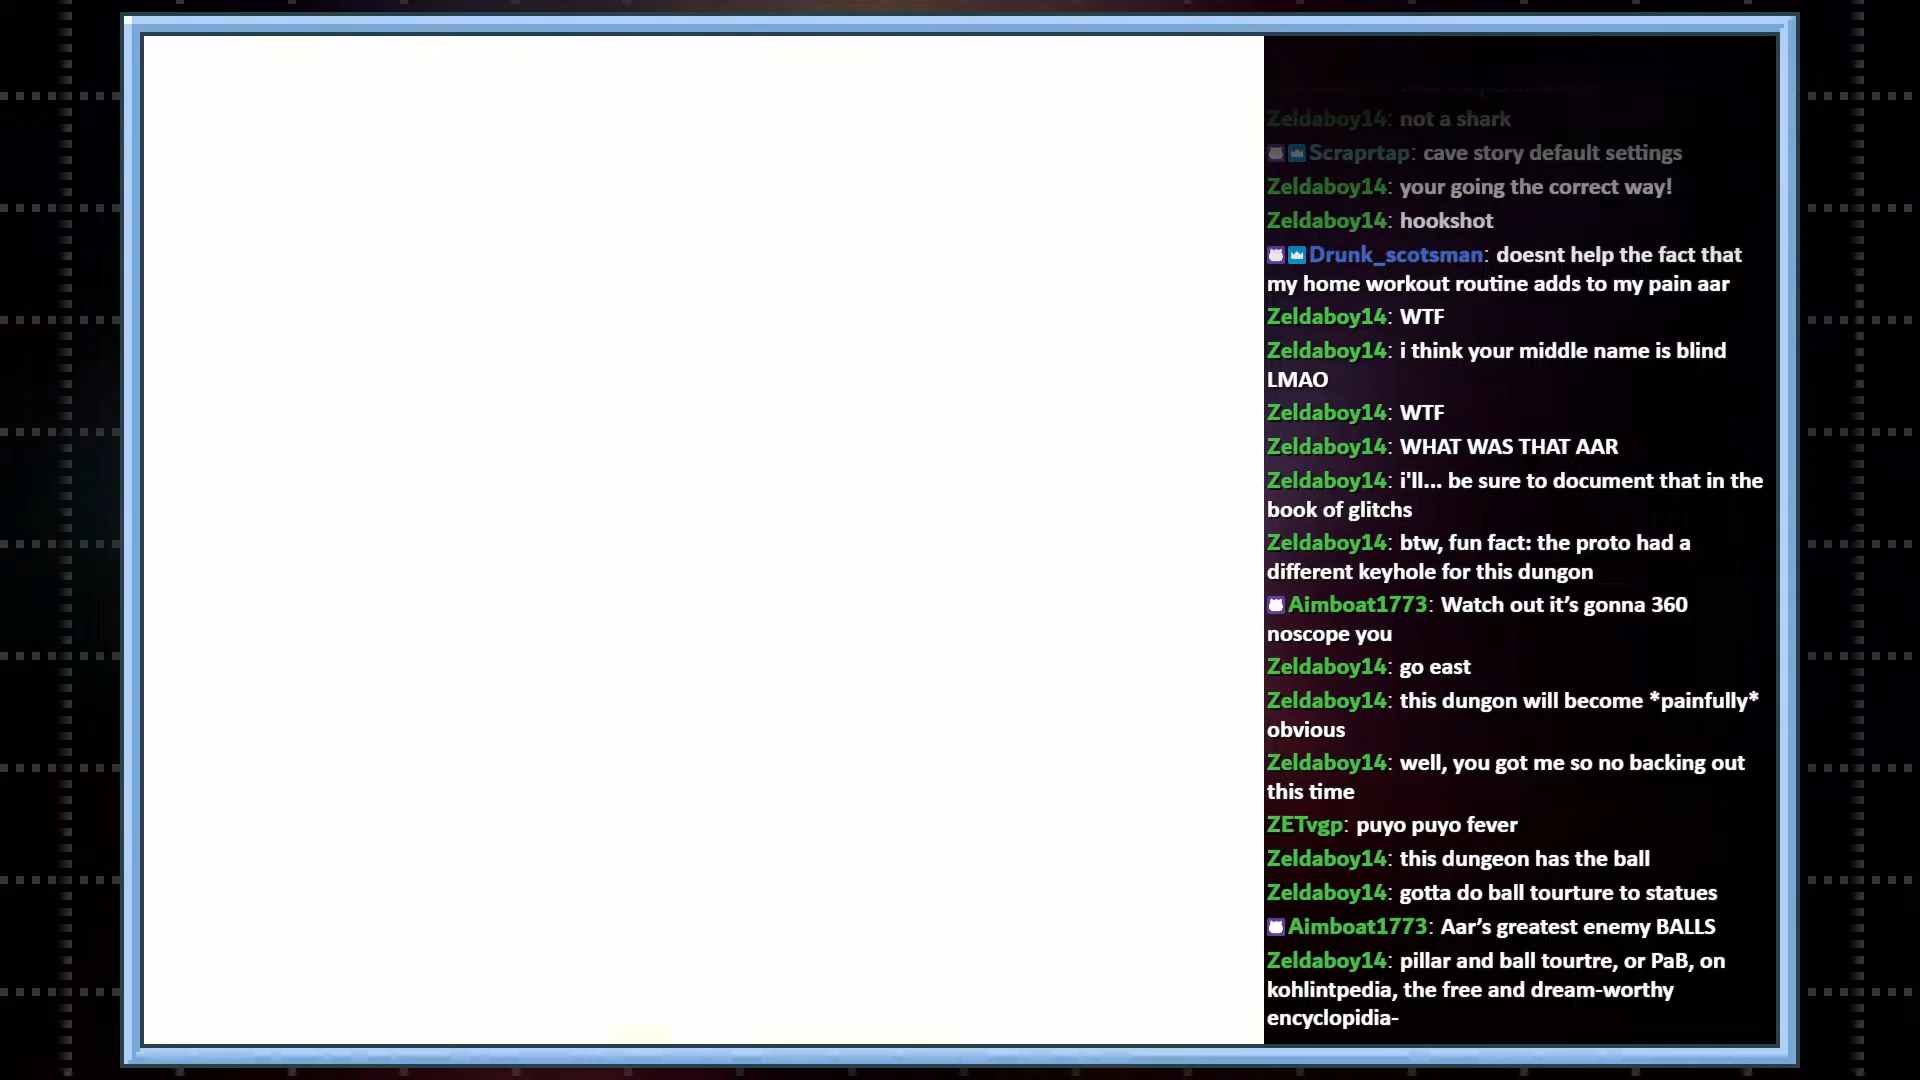 Zeldaboy14: not a shark
Scraprtap: cave story default settings
Zeldaboy14: your going the correct way!
Zeldaboy14: hookshot
Drunk_scotsman: doesnt help the fact that
my home workout routine adds to my pain aar
Zeldaboy14: WTF
Zeldaboy14: i think your middle name is blind
LMAO
Zeldaboy14: WTF
Zeldaboy14: WHAT WAS THAT AAR
Zeldaboy14: i'll... be sure to document that in the
book of glitchs
Zeldaboy14: btw, fun fact: the proto had a
different keyhole for this dungon
Aimboat1773: Watch out it’s gonna 360
noscope you
Zeldaboy14: go east
Zeldaboy14: this dungon will become *painfully*
obvious
Zeldaboy14: well, you got me so no backing out
this time
ZETvgp: puyo puyo fever
Zeldaboy14: this dungeon has the ball
Zeldaboy14: gotta do ball tourture to statues
Aimboat1773: Aar’s greatest enemy BALLS
Zeldaboy14: pillar and ball tourtre, or PaB, on
kohlintpedia, the free and dream-worthy
encyclopidia-